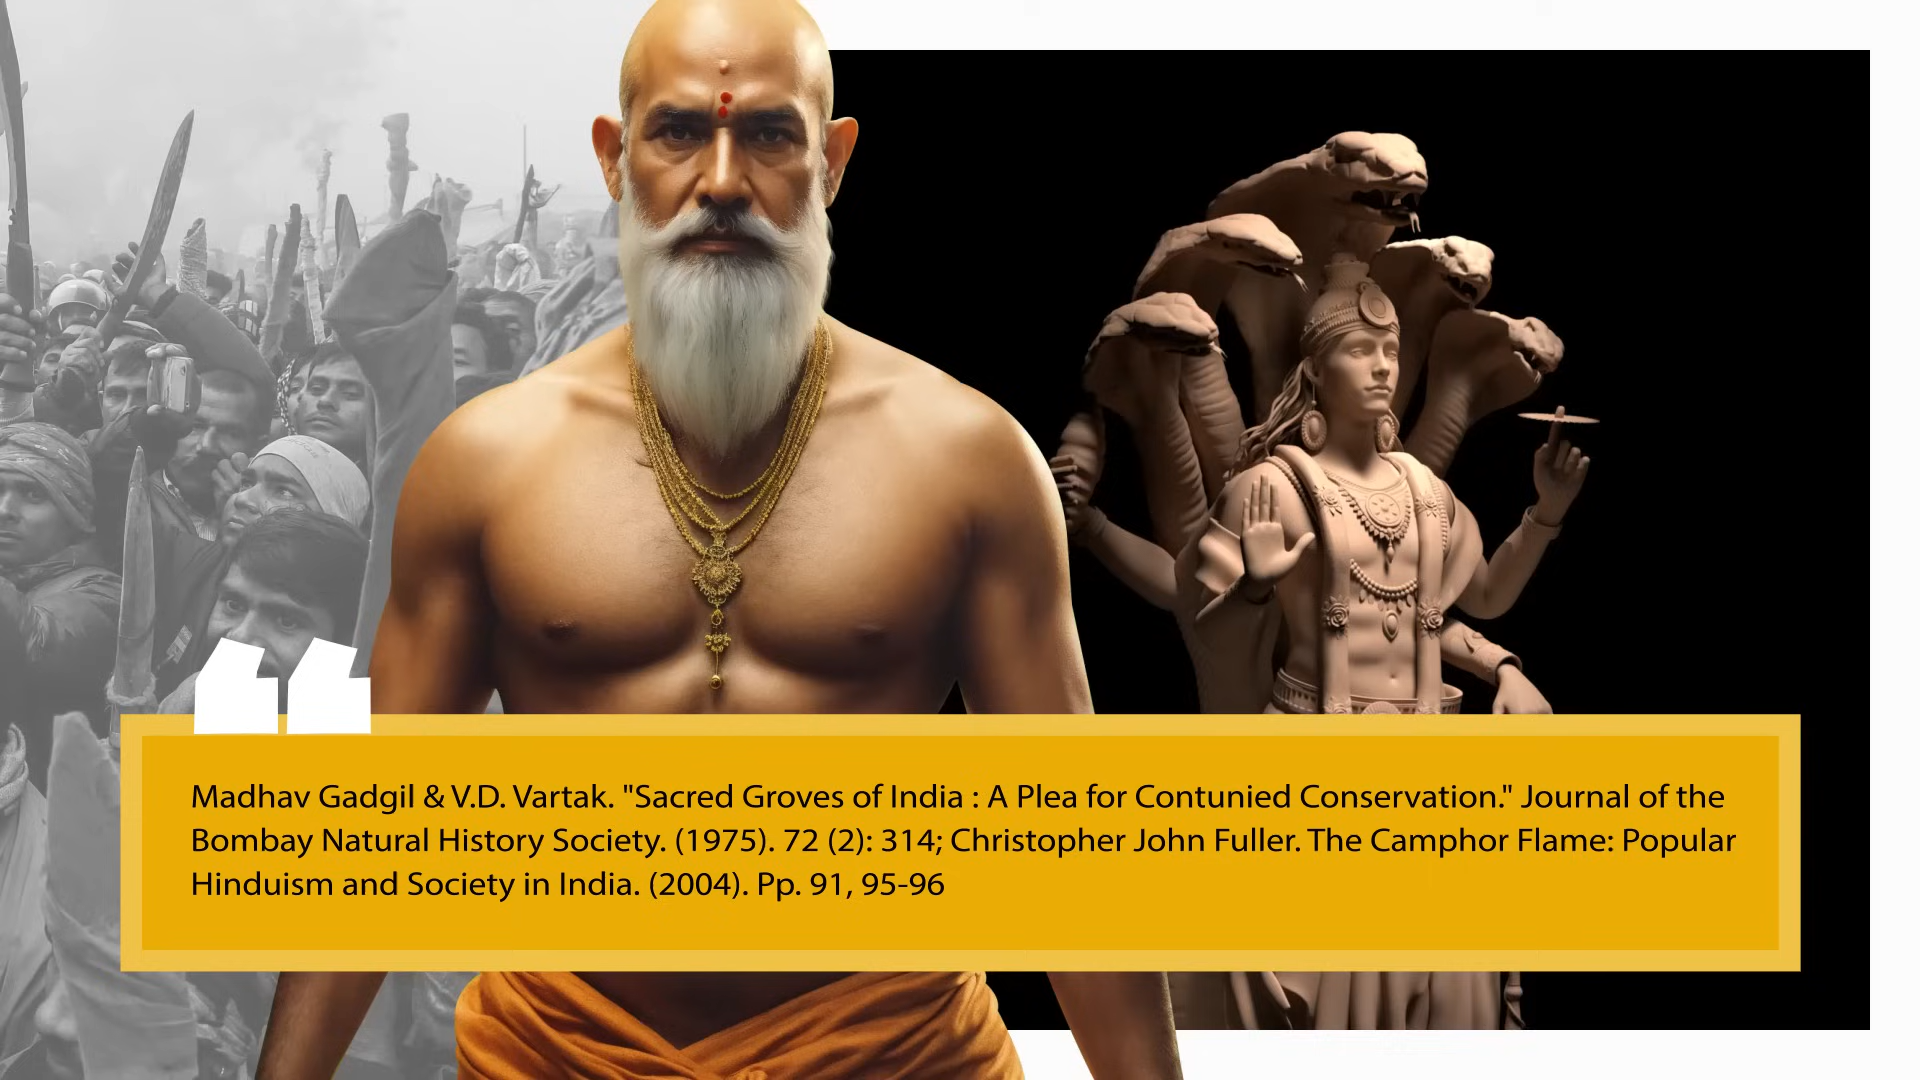 Madhav Gadgil & V.D. Vartak. "Sacred Groves of India : A Plea for Contunied Conservation." Journal of the
Bombay Natural History Society. (1975). 72 (2): 314; Christopher John Fuller. The Camphor Flame: Popular
Hinduism and Society in India. (2004). Pp. 91, 95-96